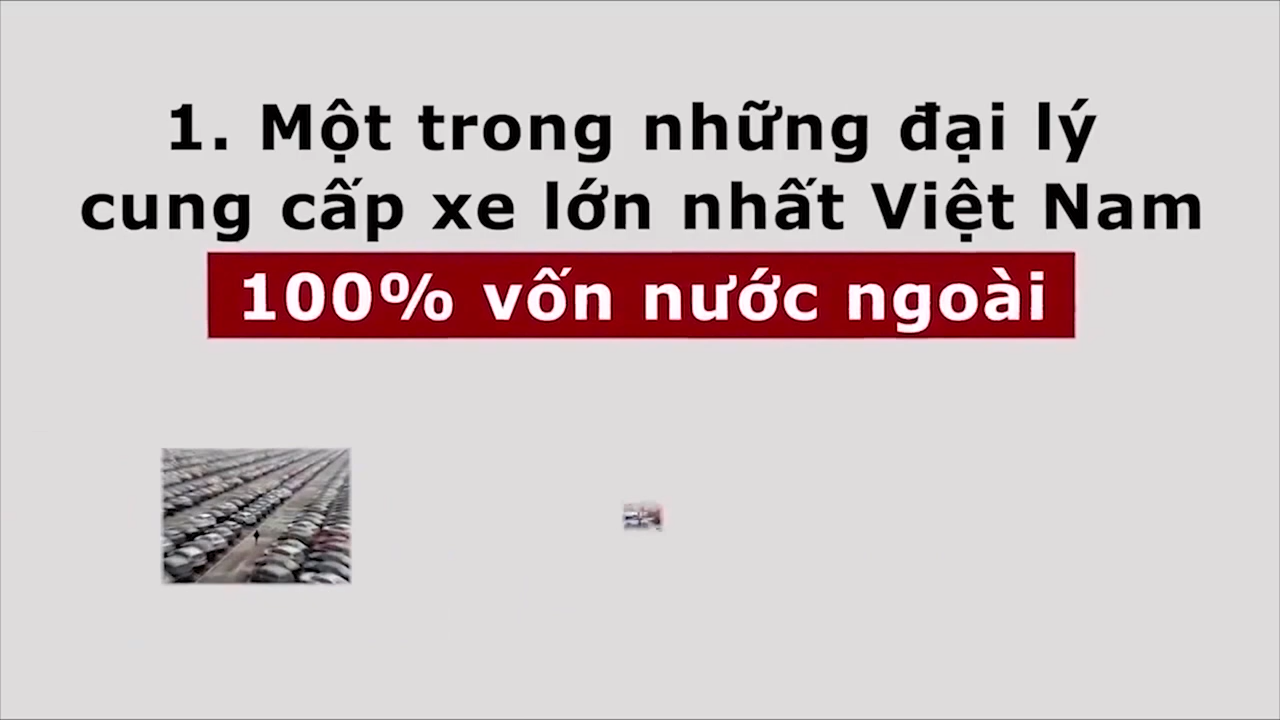 1. Một trong những đại lý
cung cấp xe lớn nhất Việt Nam
100% vốn nước ngoài